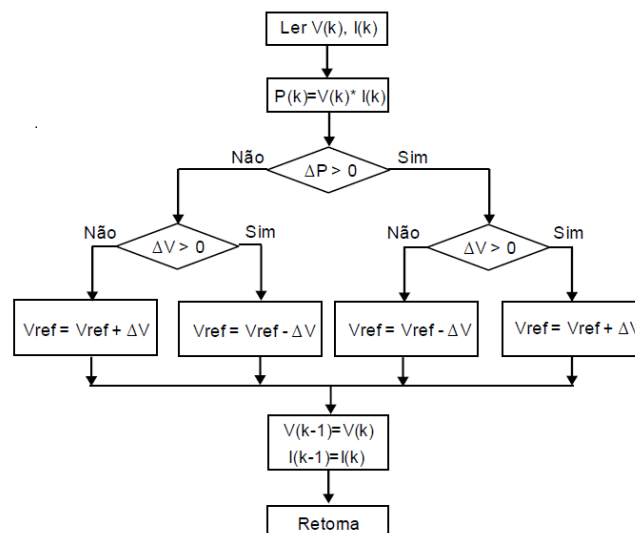 Ler V(k), I(k)
P(k)=V(k)* I(k)
Não
ΔP > 0
Sim
Não
ΔV > 0
Sim
Não
ΔV > 0
Sim
Vref = Vref + ΔV
Vref = Vref - ΔV
Vref = Vref - ΔV
Vref = Vref + ΔV
V(k-1)=V(k)
I(k-1)=I(k)
Retoma